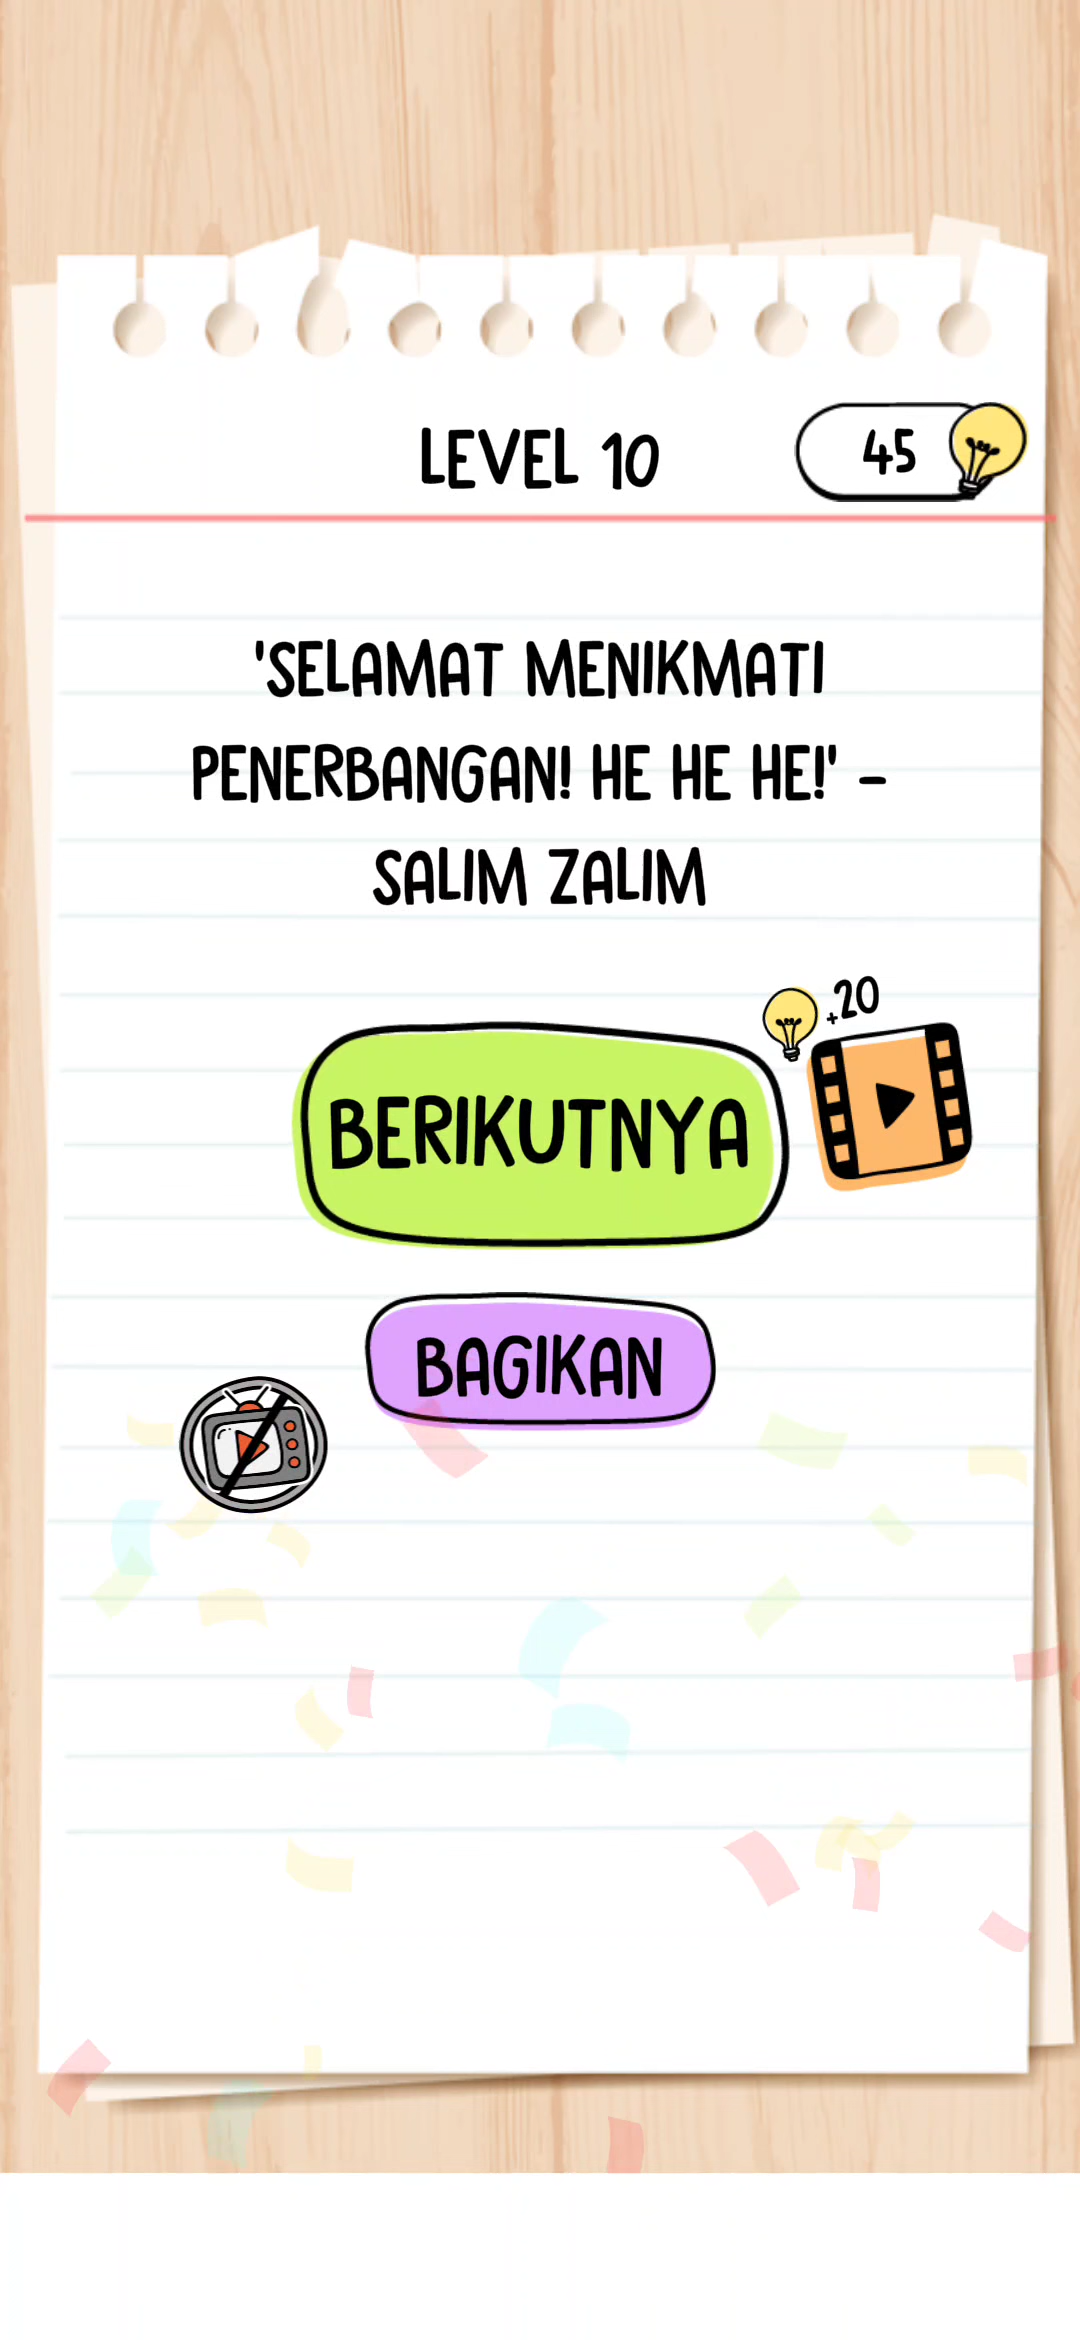 LEVEL 10
45
'SELAMAT MENIKMATI
PENERBANGAN! HE HE HE!' -
SALIM ZALIM
+20
BERIKUTNYA
BAGIKAN